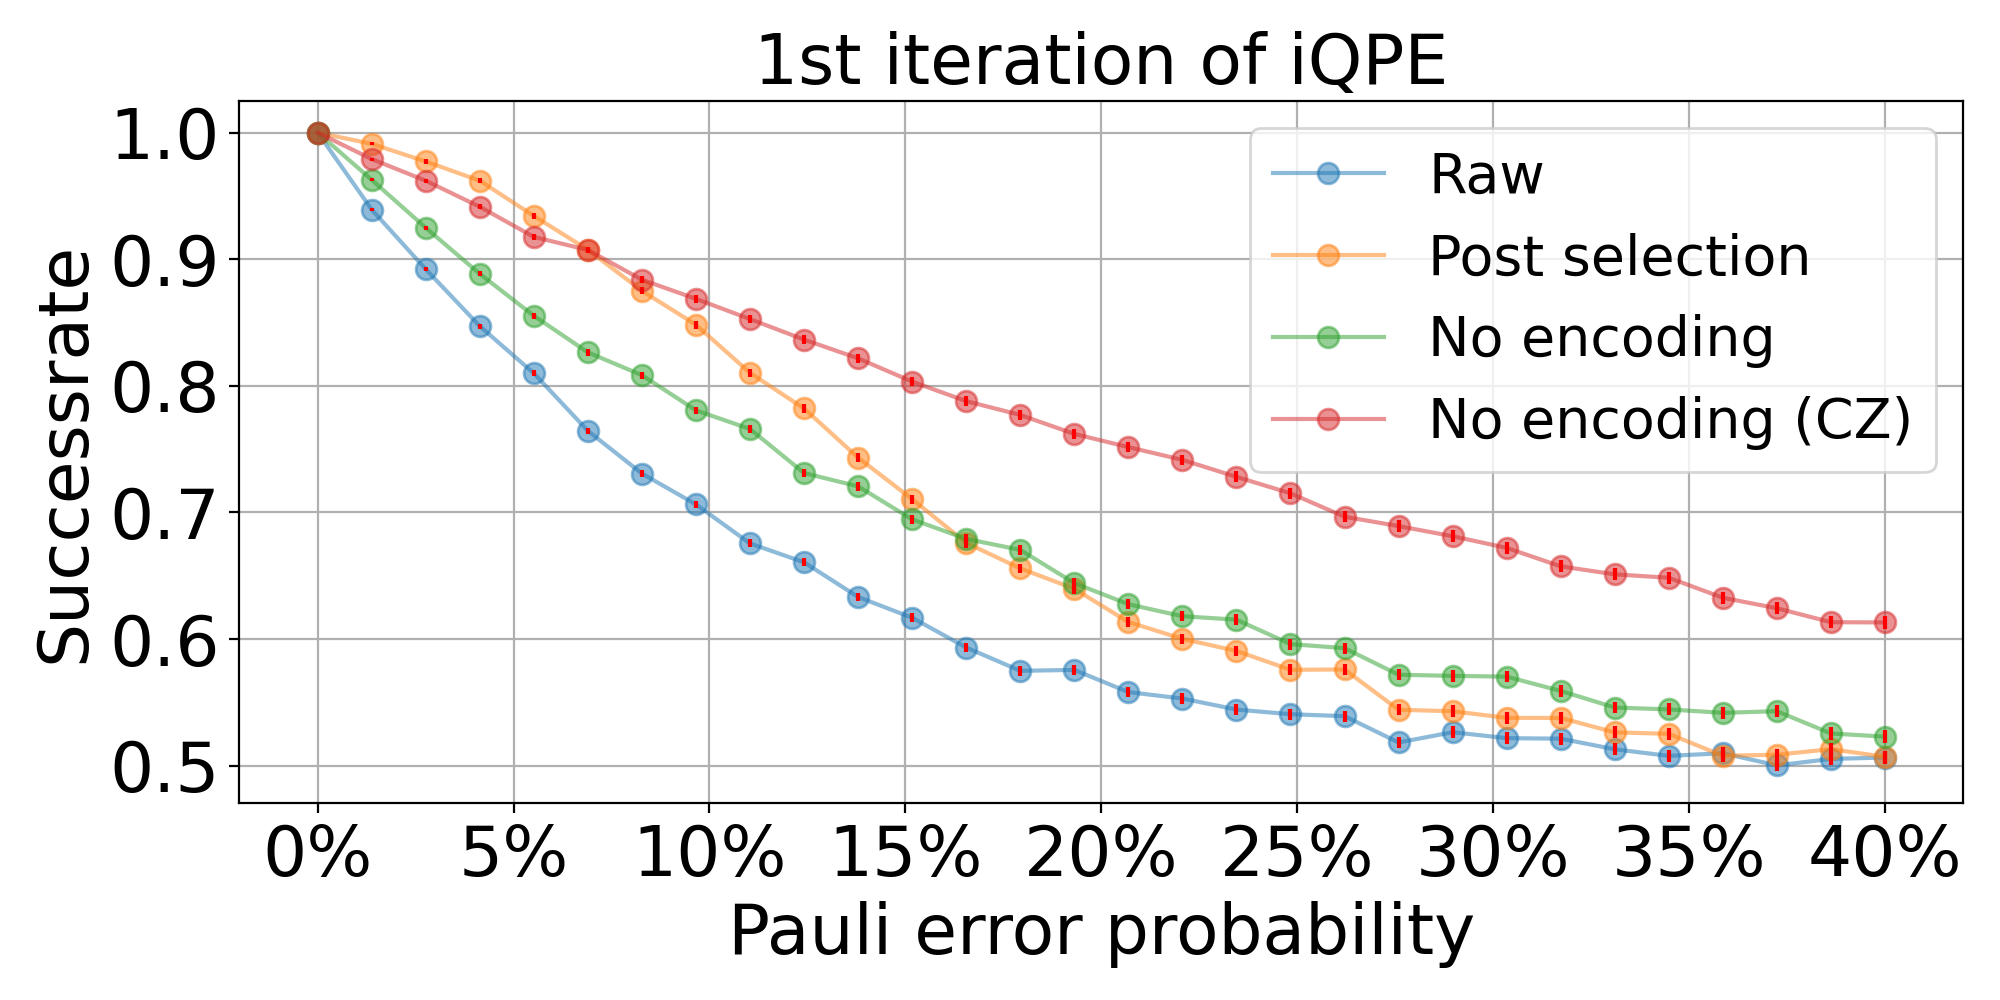 1st iteration of iQPE
Successrate
1.0
0.9
0.8
0.7
0.6
0.5
Raw
Post selection
No encoding
No encoding (CZ)
0% 5% 10% 15% 20% 25% 30% 35% 40%
Pauli error probability